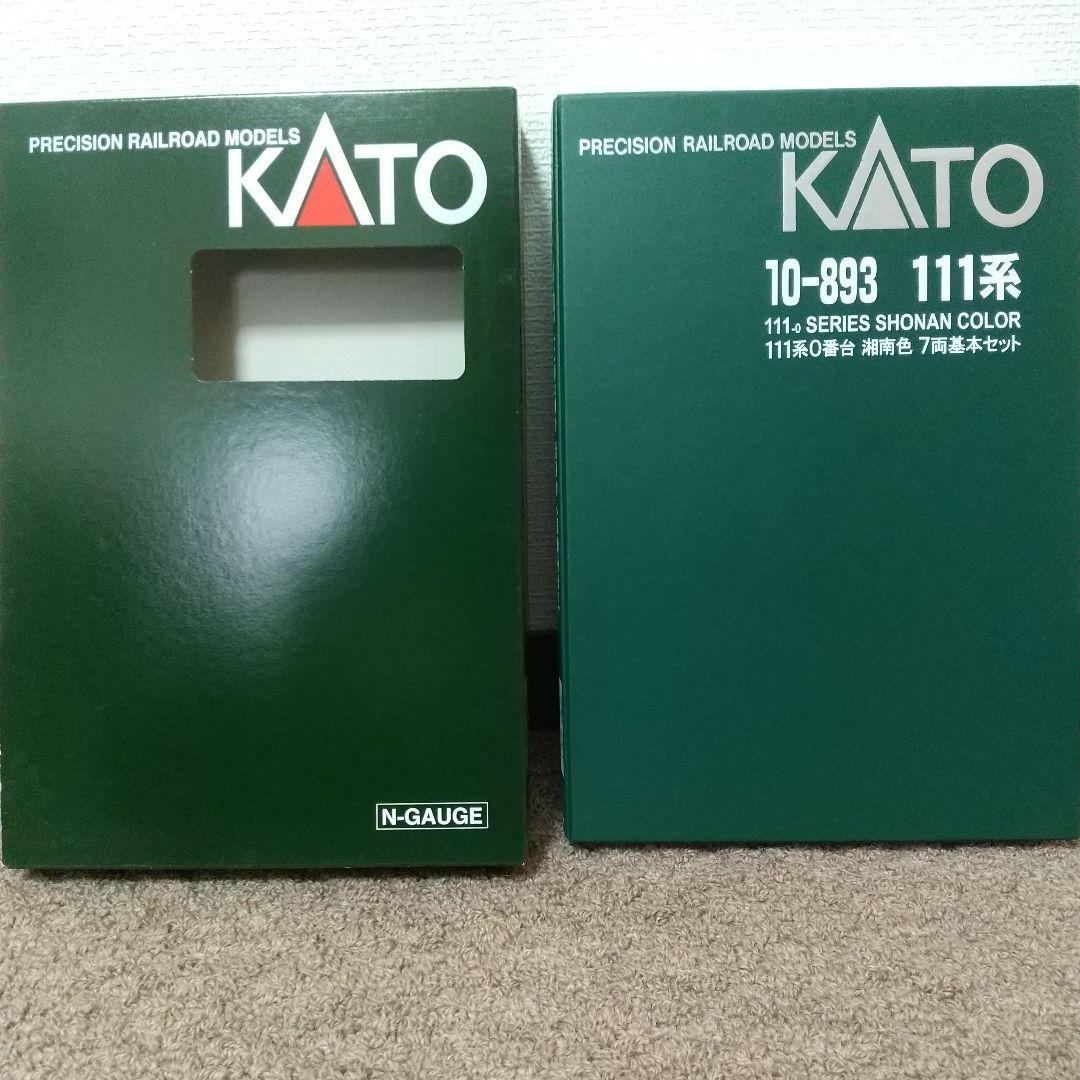 PRECISION RAILROAD MODELS
KATO
N-GAUGE
PRECISION RAILROAD MODELS
KATO
10-893 111系
111-0 SERIES SHONAN COLOR
111系0番台 湘南色 7両基本セット